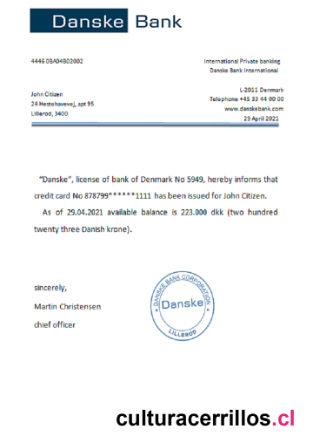 Danske Bank
4446 08A04802002
International Private banking
Danske Bank International
John Citizen
24 Hestehavevej, apt 95
Lillerod, 3400
L-2011 Denmark
Telephone +45 33 44 00 00
www.danskebank.com
29 April 2021
"Danske", license of bank of Denmark No 5949, hereby informs that
credit card No 878799******1111 has been issued for John Citizen.
As of 29.04.2021 available balance is 223.000 dkk (two hundred
twenty three Danish krone).
sincerely,
Martin Christensen
chief officer
DANSKE BANK CORPORATION
Danske
LILLEROD
culturacerrillos.cl